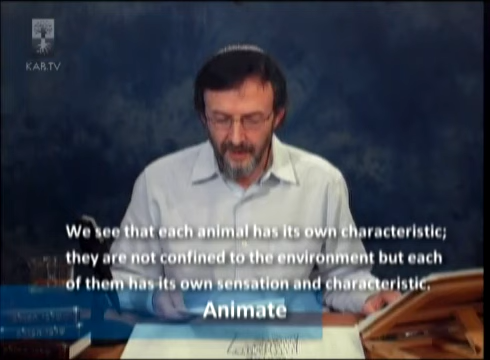 KAB.TV
We see that each animal has its own characteristic;
they are not confined to the environment but each
of them has its own sensation and characteristic.
Animate